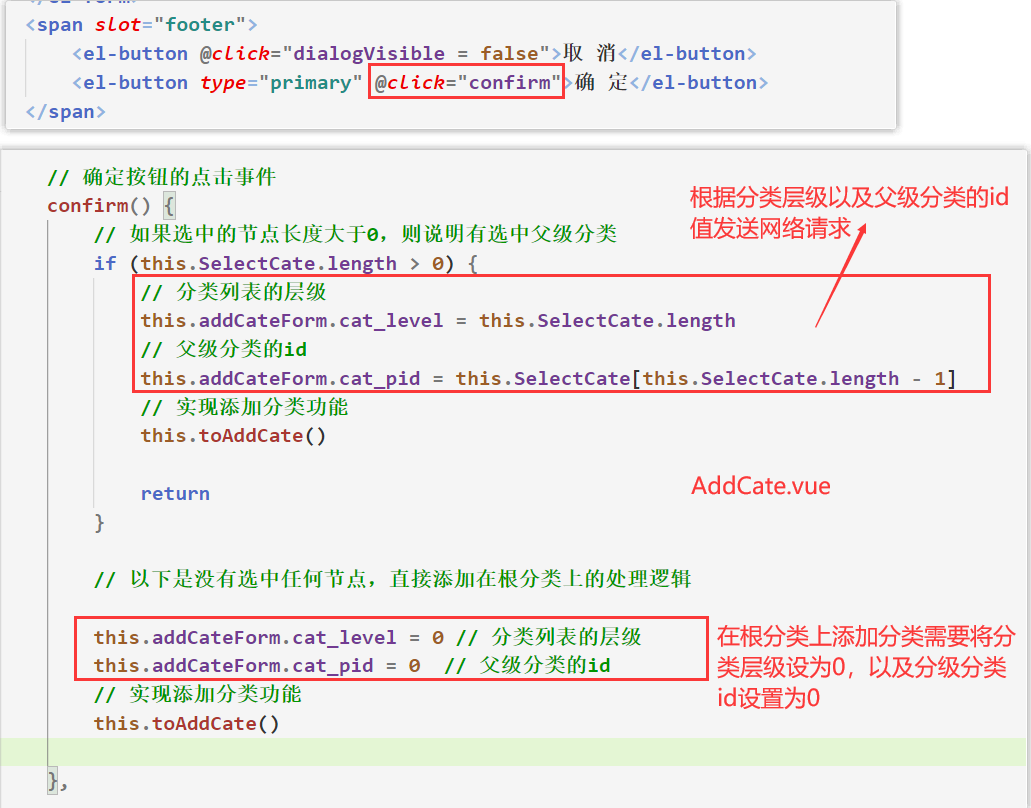 <span slot="footer">
<el-button @click="dialogVisible = false">取 消</el-button>
<el-button type="primary" @click="confirm">确 定</el-button>
</span>
// 确定按钮的点击事件
confirm() {
// 如果选中的节点长度大于0，则说明有选中父级分类
if (this.SelectCate.length > 0) {
// 分类列表的层级
this.addCateForm.cat_level = this.SelectCate.length
// 父级分类的id
this.addCateForm.cat_pid = this.SelectCate[this.SelectCate.length - 1]
// 实现添加分类功能
this.toAddCate()
return
}
根据分类层级以及父级分类的id
值发送网络请求
AddCate.vue
// 以下是没有选中任何节点，直接添加在根分类上的处理逻辑
this.addCateForm.cat_level = 0 // 分类列表的层级
this.addCateForm.cat_pid = 0 // 父级分类的id
// 实现添加分类功能
this.toAddCate()
},
在根分类上添加分类需要将分
类层级设为0，以及分级分类
id设置为0